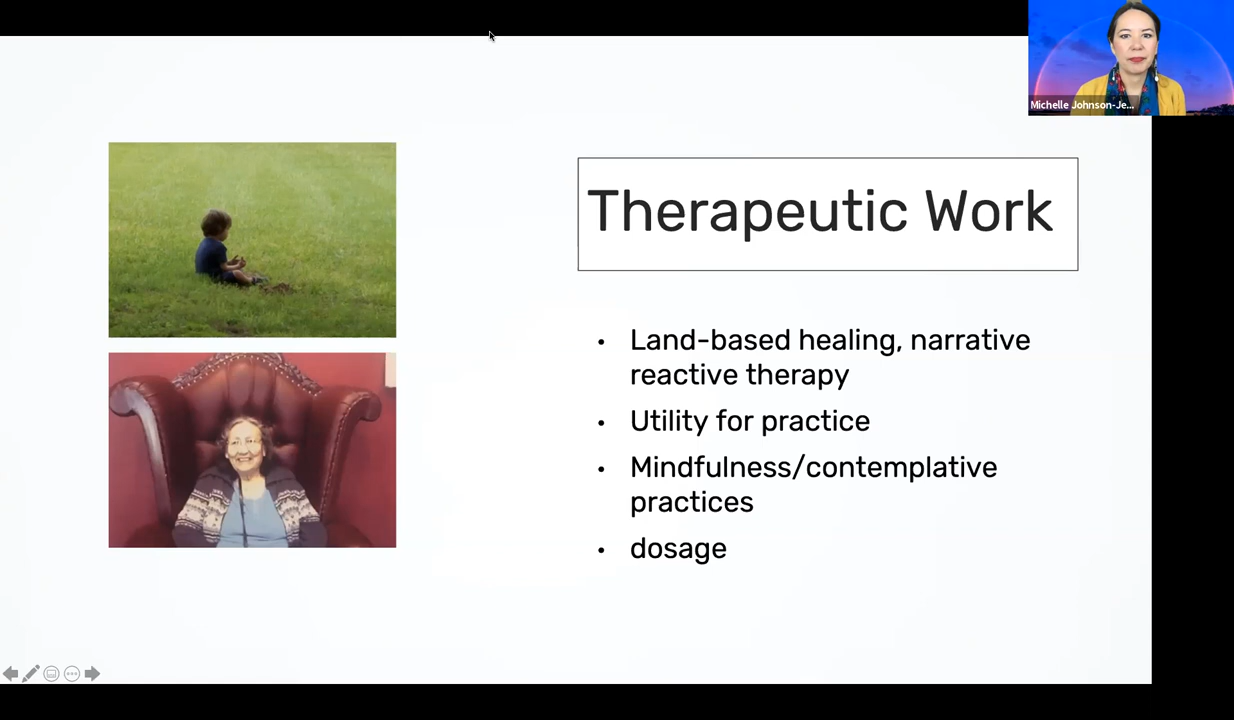 Michelle Johnson-Je...
Therapeutic Work
• Land-based healing, narrative
reactive therapy
• Utility for practice
• Mindfulness/contemplative
practices
• dosage